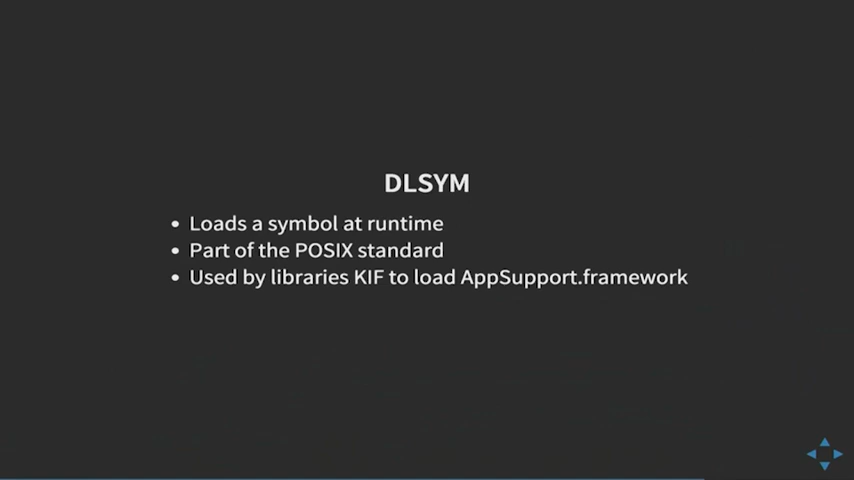 DLSYM
• Loads a symbol at runtime
• Part of the POSIX standard
• Used by libraries KIF to load AppSupport.framework